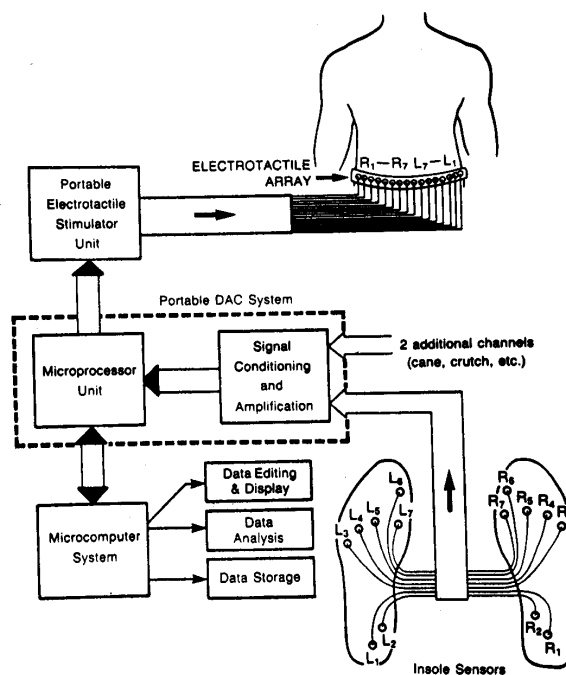 R1—R7 L7—L1
ELECTROTACTILE
ARRAY
Portable
Electrotactile
Stimulator
Unit
Portable DAC System
Microprocessor
Unit
Signal
Conditioning
and
Amplification
2 additional channels
(cane, crutch, etc.)
Microcomputer
System
Data Editing
& Display
Data
Analysis
Data Storage
L6
L5
L7
L4
L3
L2
L1
R6
R7
R5
R4
R
R2
R1
Insole Sensors